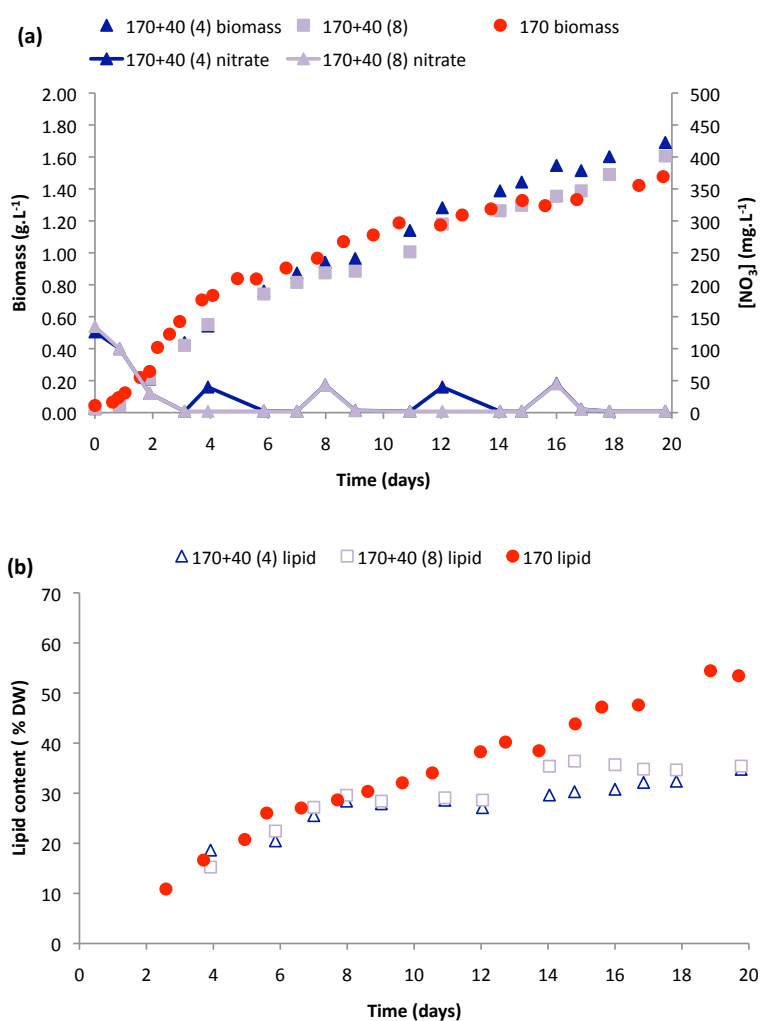 (a)
170+40 (4) biomass 170+40 (8) 170 biomass
170+40 (4) nitrate 170+40 (8) nitrate
Biomass (g.L⁻¹)
2.00
1.80
1.60
1.40
1.20
1.00
0.80
0.60
0.40
0.20
0.00
500
450
400
350
300
250
200
150
100
50
0
[NO₃] (mg.L⁻¹)
0 2 4 6 8 10 12 14 16 18 20
Time (days)
(b)
170+40 (4) lipid 170+40 (8) lipid 170 lipid
Lipid content ( % DW)
70
60
50
40
30
20
10
0
0 2 4 6 8 10 12 14 16 18 20
Time (days)